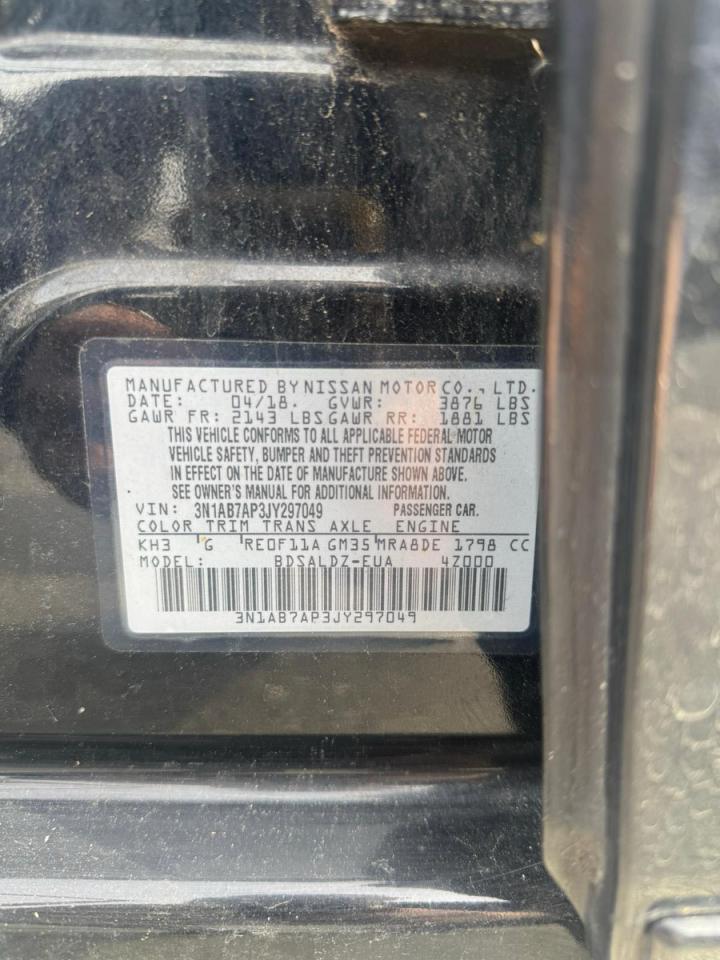 MANUFACTURED BY NISSAN MOTOR CO., LTD.
DATE: 04/18. GVWR: 3876 LBS
GAWR FR: 2143 LBS GAWR RR: 1881 LBS
THIS VEHICLE CONFORMS TO ALL APPLICABLE FEDERAL MOTOR
VEHICLE SAFETY, BUMPER AND THEFT PREVENTION STANDARDS
IN EFFECT ON THE DATE OF MANUFACTURE SHOWN ABOVE.
SEE OWNER'S MANUAL FOR ADDITIONAL INFORMATION.
VIN: 3N1AB7AP3JY297049 PASSENGER CAR.
COLOR TRIM TRANS AXLE ENGINE
KH3 G RE0F11A GM35 MRA8DE 1798 CC
MODEL: BDSALDZ-EUA 4Z000
3N1AB7AP3JY297049